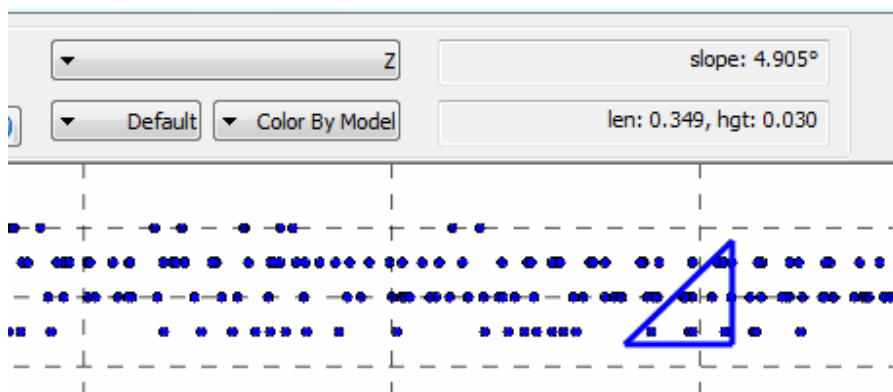 Z
slope: 4.905°
Default
Color By Model
len: 0.349, hgt: 0.030